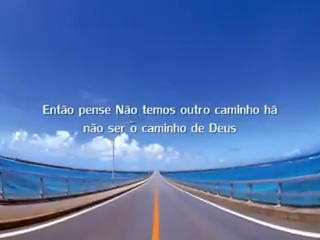 Então pense Não temos outro caminho há
não ser o caminho de Deus